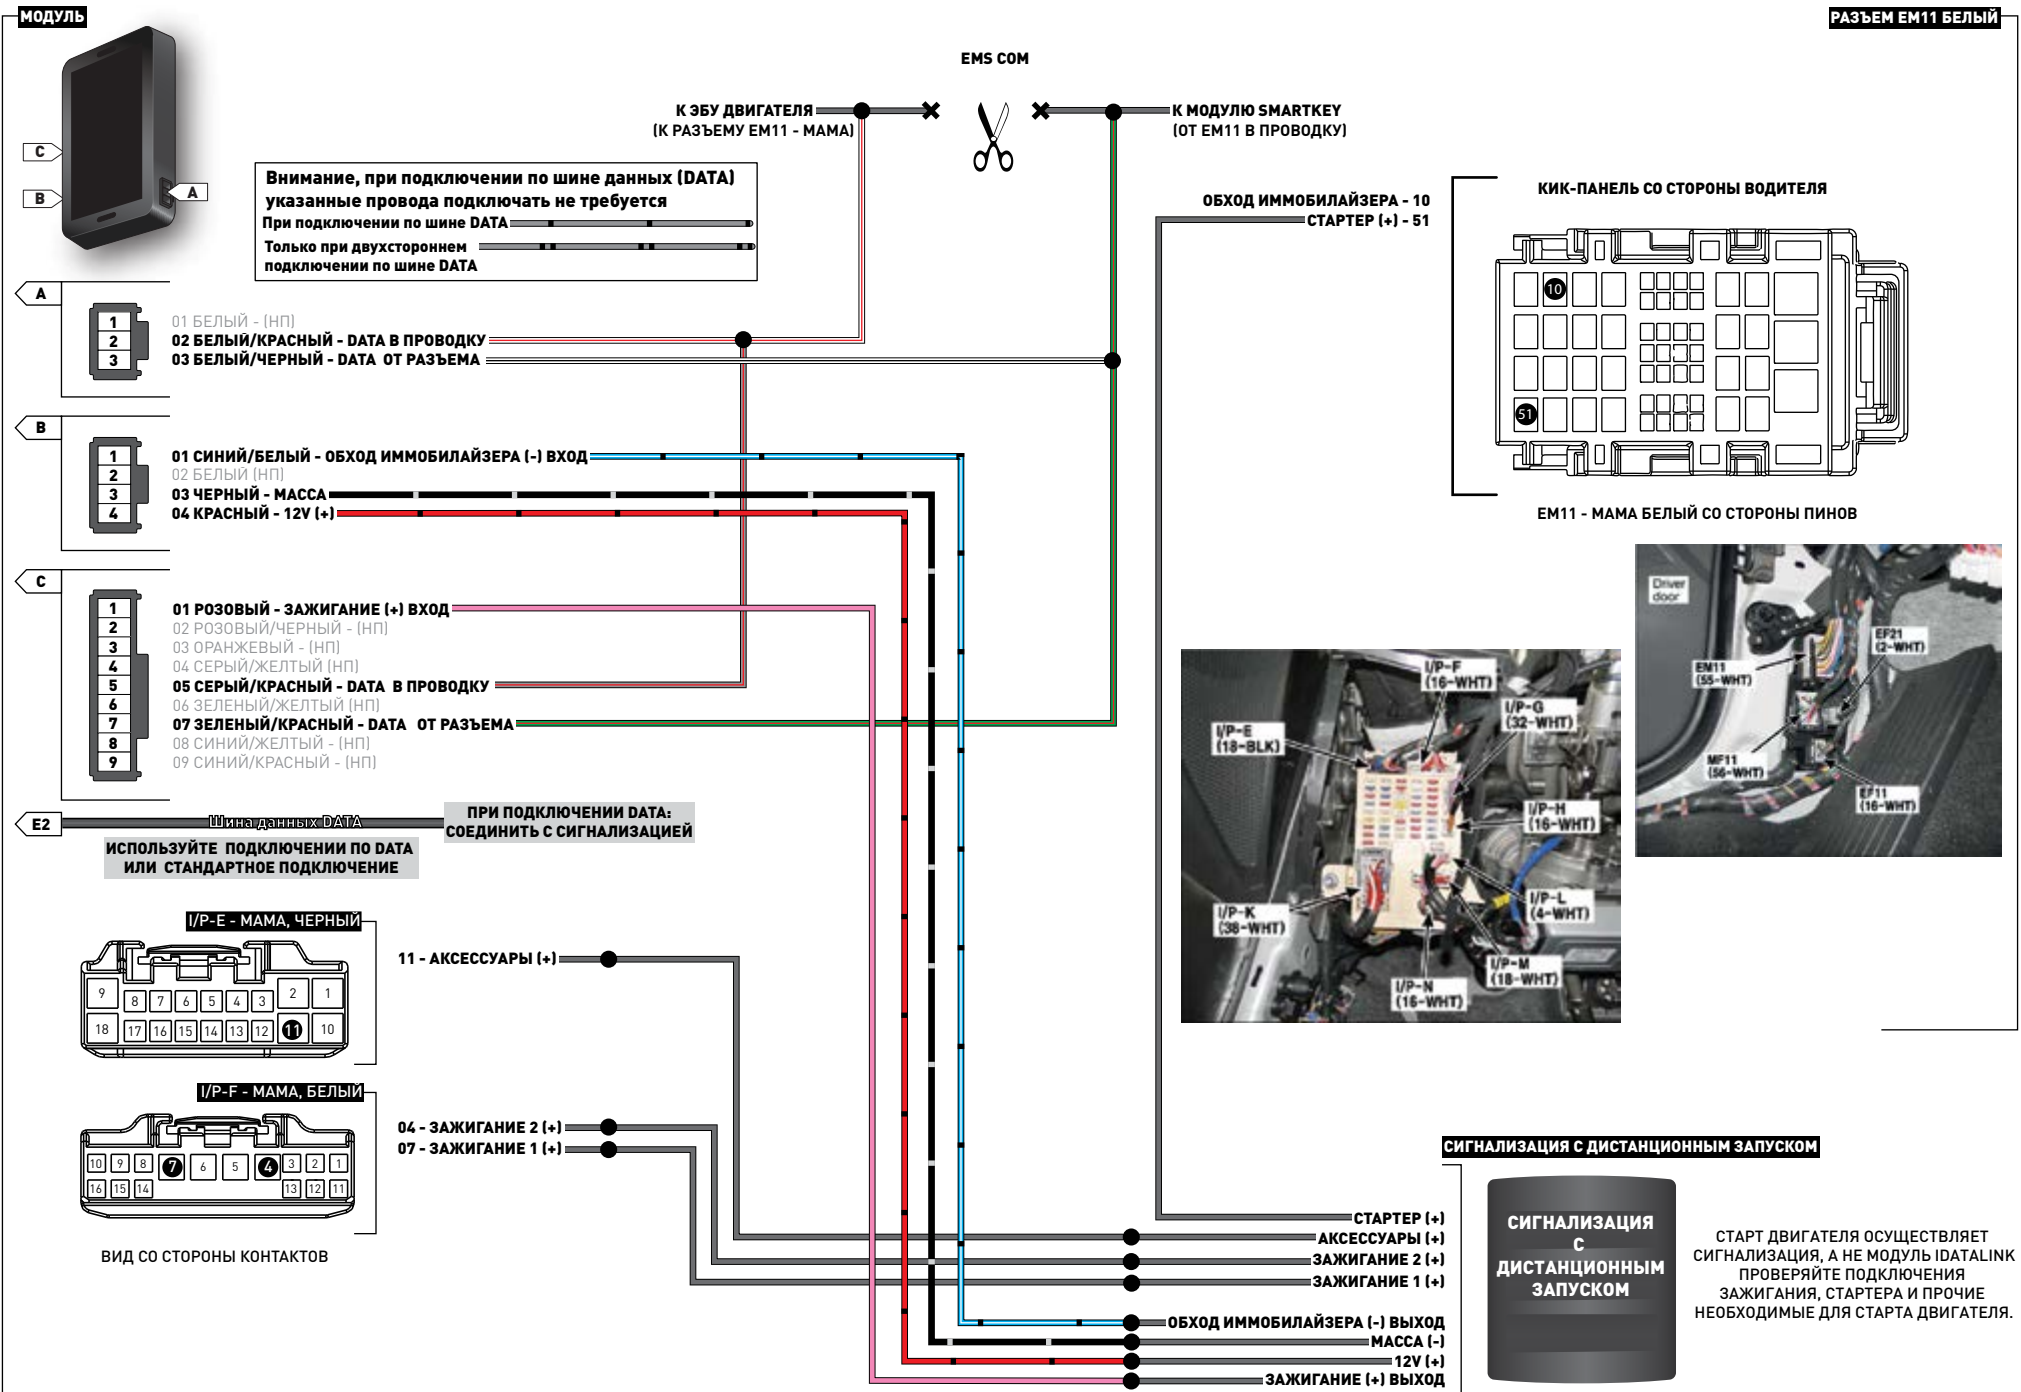 МОДУЛЬ
РАЗЪЕМ EM11 БЕЛЫЙ
C
B
A
EMS COM
К ЭБУ ДВИГАТЕЛЯ
(К РАЗЪЕМУ EM11 - МАМА)
К МОДУЛЮ SMARTKEY
(ОТ EM11 В ПРОВОДКУ)
Внимание, при подключении по шине данных (DATA)
указанные провода подключать не требуется
При подключении по шине DATA
Только при двухстороннем
подключении по шине DATA
ОБХОД ИММОБИЛАЙЗЕРА - 10
СТАРТЕР (+) - 51
КИК-ПАНЕЛЬ СО СТОРОНЫ ВОДИТЕЛЯ
10
51
EM11 - МАМА БЕЛЫЙ СО СТОРОНЫ ПИНОВ
A
1
2
3
01 БЕЛЫЙ - (НП)
02 БЕЛЫЙ/КРАСНЫЙ - DATA В ПРОВОДКУ
03 БЕЛЫЙ/ЧЕРНЫЙ - DATA ОТ РАЗЪЕМА
B
1
2
3
4
01 СИНИЙ/БЕЛЫЙ - ОБХОД ИММОБИЛАЙЗЕРА (-) ВХОД
02 БЕЛЫЙ (НП)
03 ЧЕРНЫЙ - МАССА
04 КРАСНЫЙ - 12V (+)
C
1
2
3
4
5
6
7
8
9
01 РОЗОВЫЙ - ЗАЖИГАНИЕ (+) ВХОД
02 РОЗОВЫЙ/ЧЕРНЫЙ - (НП)
03 ОРАНЖЕВЫЙ - (НП)
04 СЕРЫЙ/ЖЕЛТЫЙ (НП)
05 СЕРЫЙ/КРАСНЫЙ - DATA В ПРОВОДКУ
06 ЗЕЛЕНЫЙ/ЖЕЛТЫЙ (НП)
07 ЗЕЛЕНЫЙ/КРАСНЫЙ - DATA ОТ РАЗЪЕМА
08 СИНИЙ/ЖЕЛТЫЙ - (НП)
09 СИНИЙ/КРАСНЫЙ - (НП)
E2
Шина данных DATA
ПРИ ПОДКЛЮЧЕНИИ DATA:
СОЕДИНИТЬ С СИГНАЛИЗАЦИЕЙ
ИСПОЛЬЗУЙТЕ ПОДКЛЮЧЕНИИ ПО DATA
ИЛИ СТАНДАРТНОЕ ПОДКЛЮЧЕНИЕ
Driver
door
EM11
(55-WHT)
EF21
(2-WHT)
MF11
(56-WHT)
EF11
(16-WHT)
I/P-F
(16-WHT)
I/P-G
(32-WHT)
I/P-E
(18-BLK)
I/P-H
(16-WHT)
I/P-L
(4-WHT)
I/P-K
(38-WHT)
I/P-M
(18-WHT)
I/P-N
(16-WHT)
I/P-E - МАМА, ЧЕРНЫЙ
9 8 7 6 5 4 3 2 1
18 17 16 15 14 13 12 11 10
11 - АКСЕССУАРЫ (+)
I/P-F - МАМА, БЕЛЫЙ
10 9 8 7 6 5 4 3 2 1
16 15 14 13 12 11
04 - ЗАЖИГАНИЕ 2 (+)
07 - ЗАЖИГАНИЕ 1 (+)
ВИД СО СТОРОНЫ КОНТАКТОВ
СИГНАЛИЗАЦИЯ С ДИСТАНЦИОННЫМ ЗАПУСКОМ
СТАРТЕР (+)
АКСЕССУАРЫ (+)
ЗАЖИГАНИЕ 2 (+)
ЗАЖИГАНИЕ 1 (+)
ОБХОД ИММОБИЛАЙЗЕРА (-) ВЫХОД
МАССА (-)
12V (+)
ЗАЖИГАНИЕ (+) ВЫХОД
СИГНАЛИЗАЦИЯ
С
ДИСТАНЦИОННЫМ
ЗАПУСКОМ
СТАРТ ДВИГАТЕЛЯ ОСУЩЕСТВЛЯЕТ
СИГНАЛИЗАЦИЯ, А НЕ МОДУЛЬ IDATALINK
ПРОВЕРЯЙТЕ ПОДКЛЮЧЕНИЯ
ЗАЖИГАНИЯ, СТАРТЕРА И ПРОЧИЕ
НЕОБХОДИМЫЕ ДЛЯ СТАРТА ДВИГАТЕЛЯ.